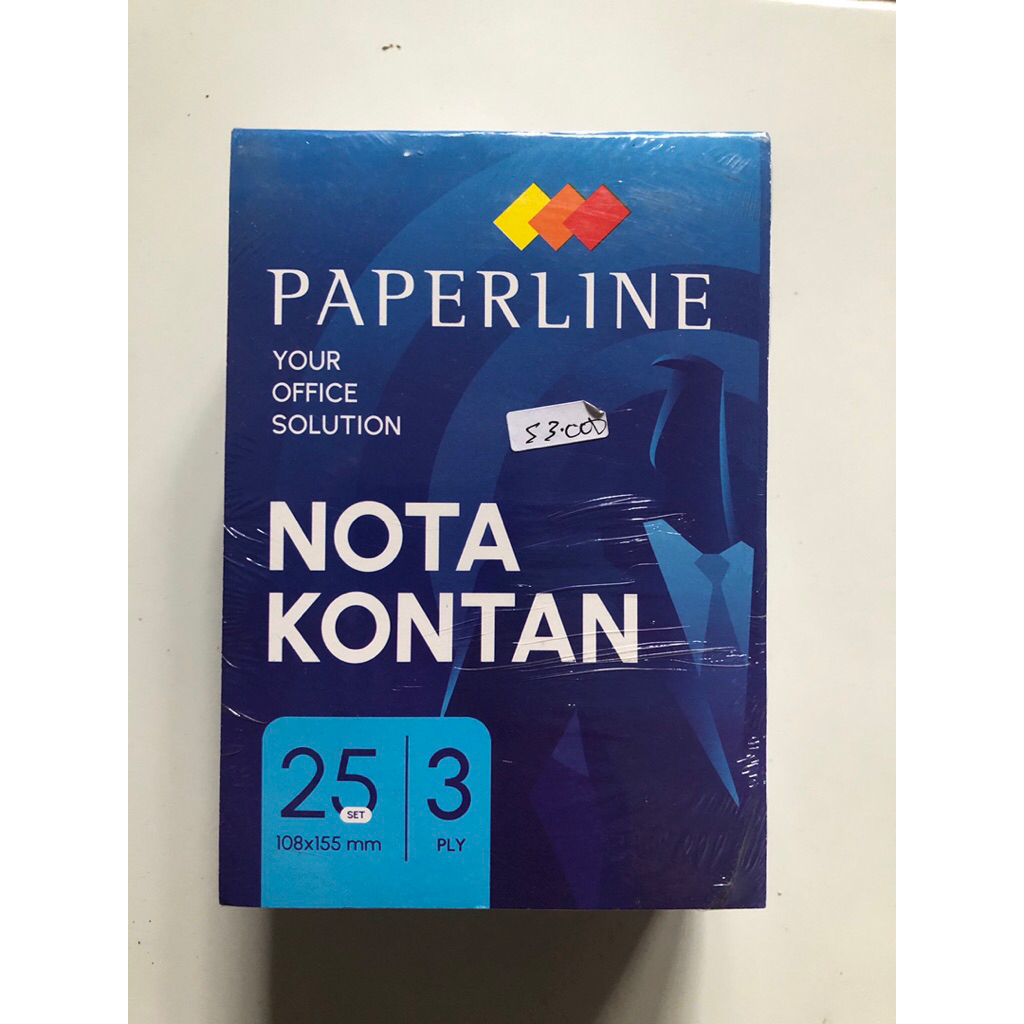 PAPERLINE
YOUR
OFFICE
SOLUTION
53.000
NOTA
KONTAN
25 SET
108x155 mm
3
PLY